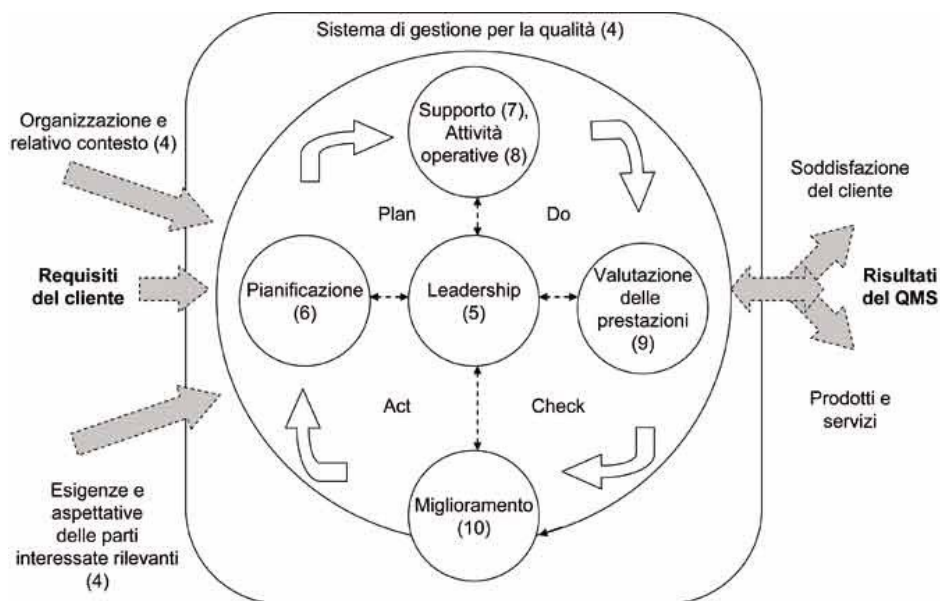 Sistema di gestione per la qualità (4)
Organizzazione e
relativo contesto (4)
Supporto (7),
Attività
operative (8)
Soddisfazione
del cliente
Plan
Do
Requisiti
del cliente
Pianificazione
(6)
Leadership
(5)
Valutazione
delle
prestazioni
(9)
Risultati
del QMS
Act
Check
Prodotti e
servizi
Esigenze e
aspettative
delle parti
interessate rilevanti
(4)
Miglioramento
(10)